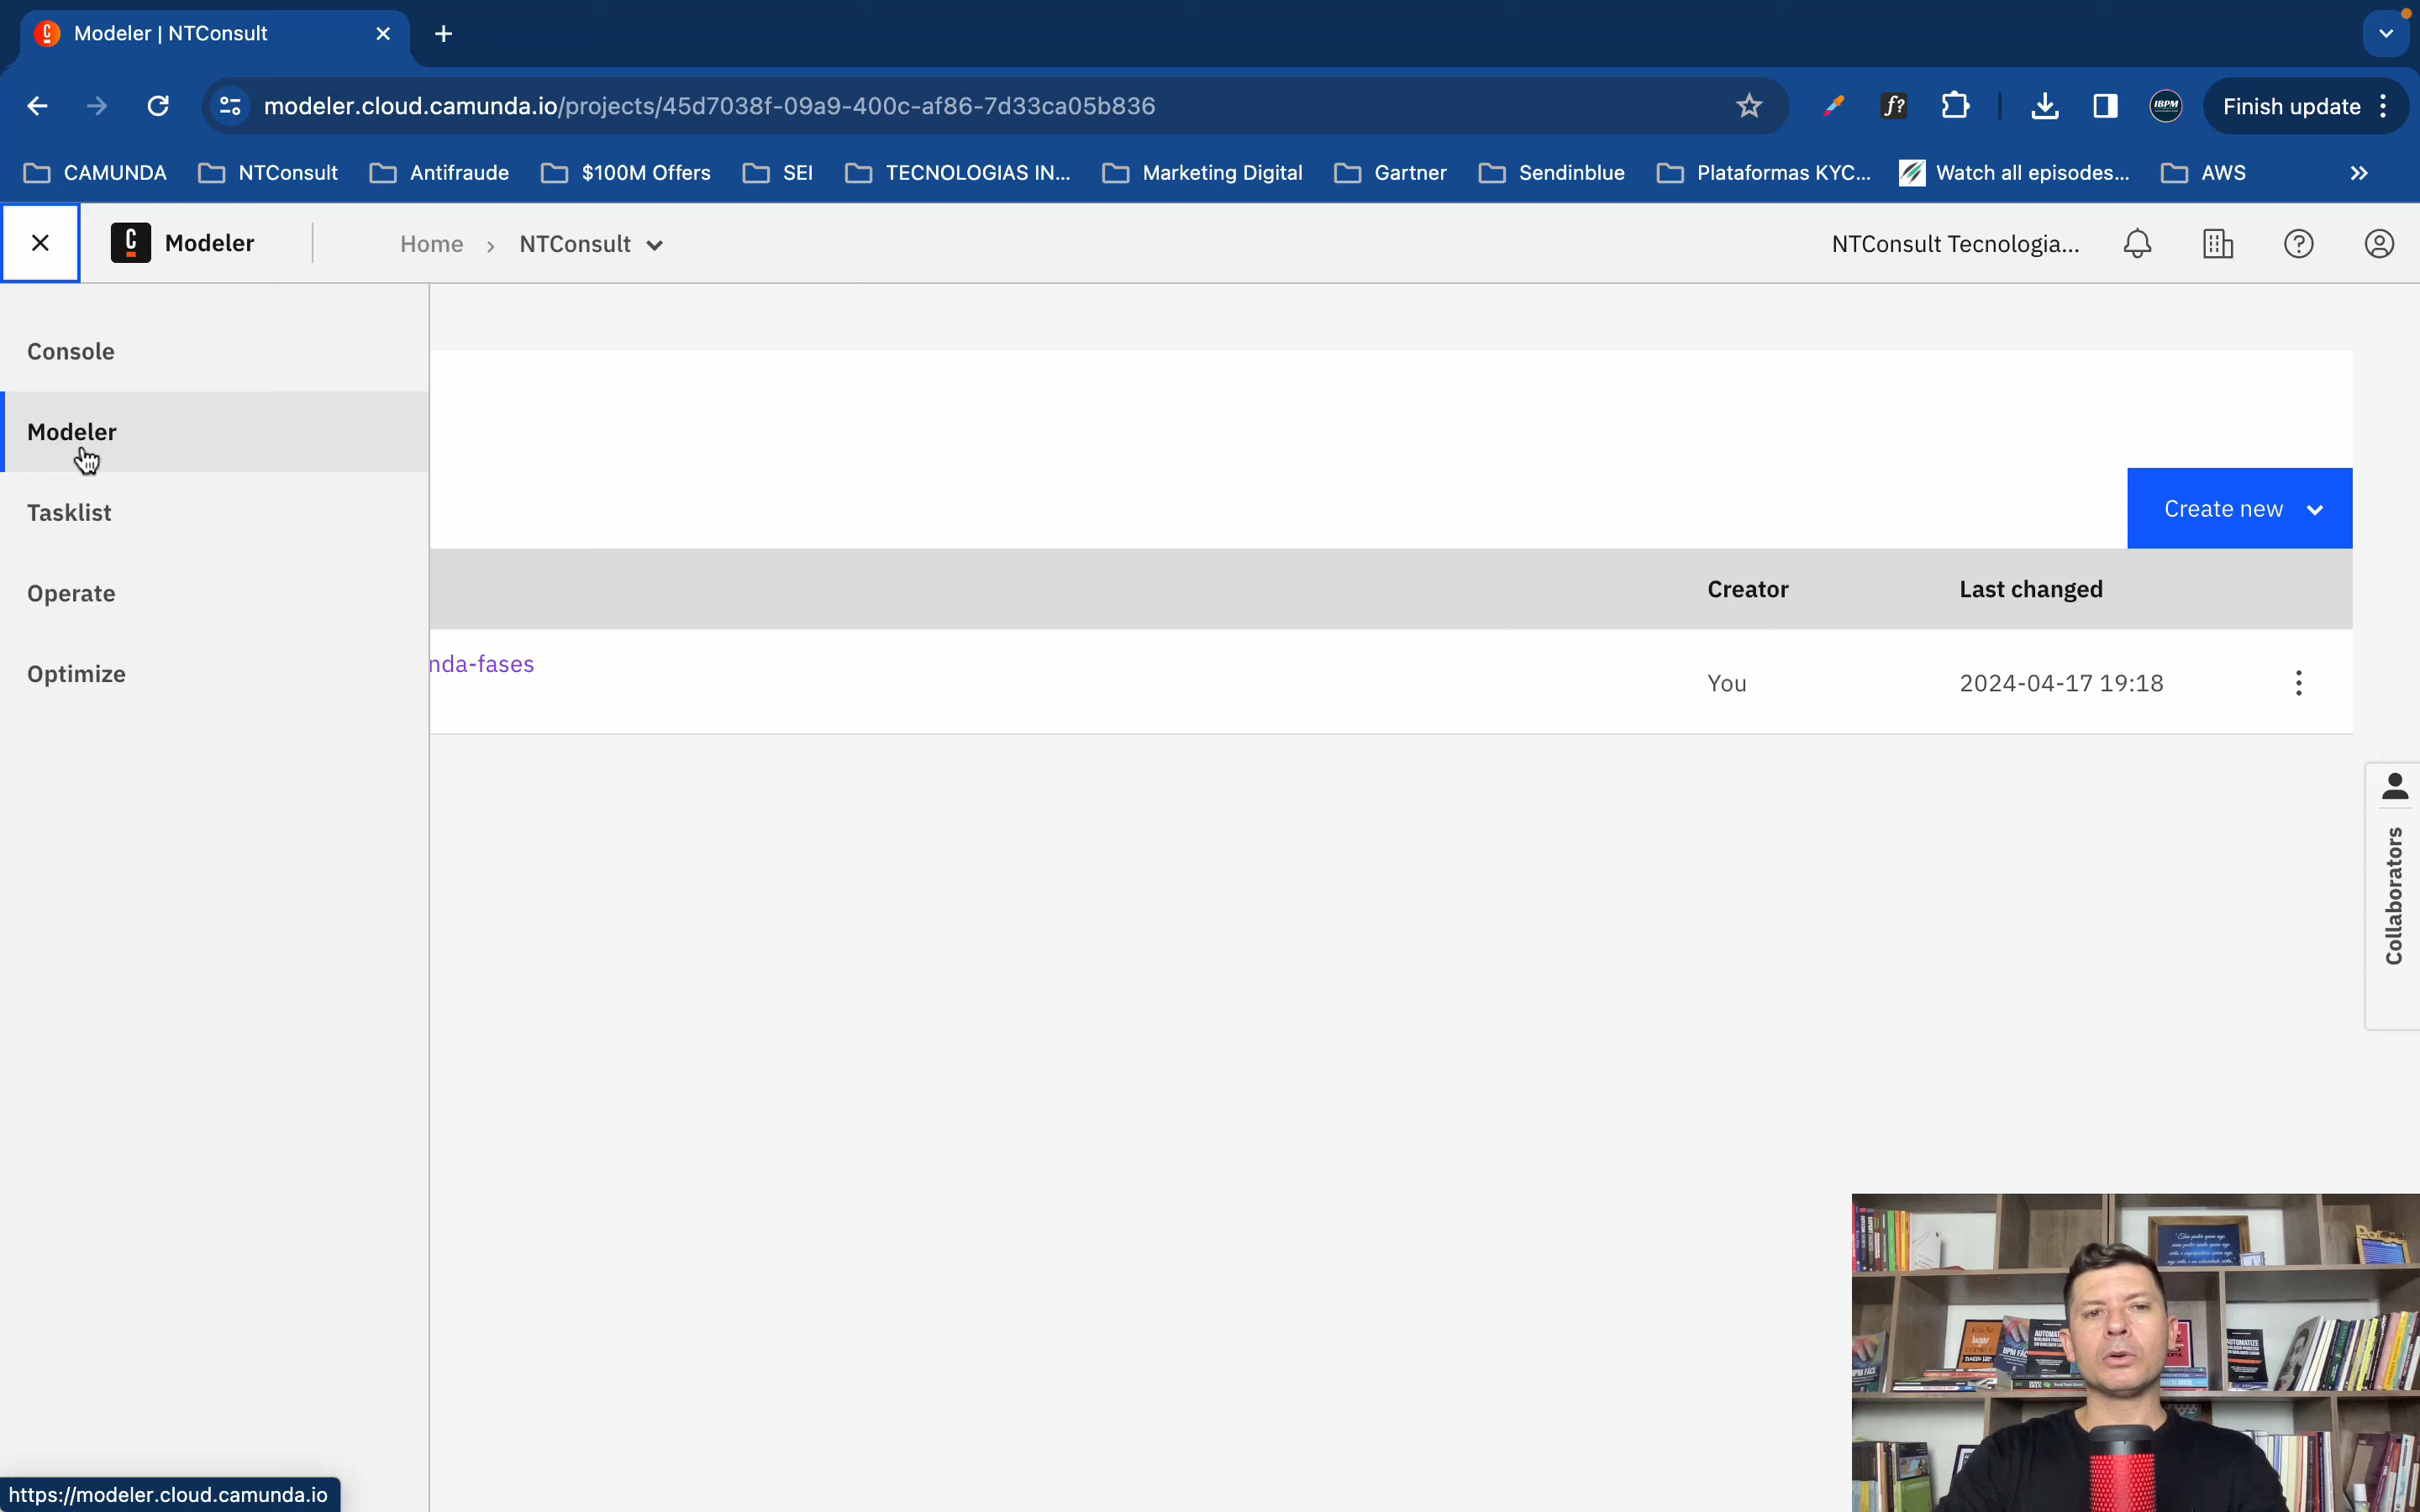 Modeler | NTConsult
modeler.cloud.camunda.io/projects/45d7038f-09a9-400c-af86-7d33ca05b836
f?
IBPM
Finish update
CAMUNDA
NTConsult
Antifraude
$100M Offers
SEI
TECNOLOGIAS IN...
Marketing Digital
Gartner
Sendinblue
Plataformas KYC...
Watch all episodes...
AWS
Modeler
Home > NTConsult
NTConsult Tecnologia...
Console
Modeler
Tasklist
Operate
Optimize
Create new
Creator
Last changed
nda-fases
You
2024-04-17 19:18
Collaborators
https://modeler.cloud.camunda.io